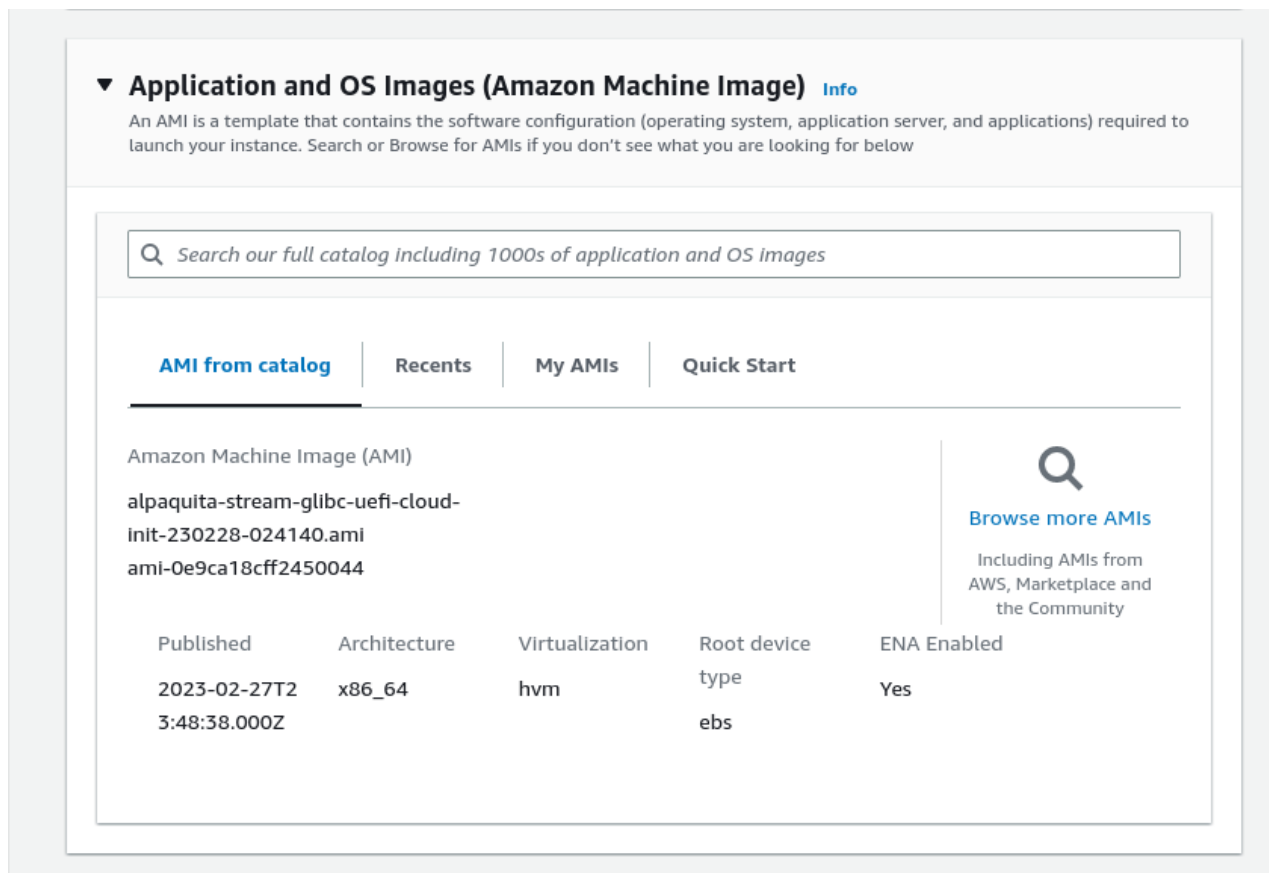 Application and OS Images (Amazon Machine Image) Info
An AMI is a template that contains the software configuration (operating system, application server, and applications) required to
launch your instance. Search or Browse for AMIs if you don't see what you are looking for below
Search our full catalog including 1000s of application and OS images
AMI from catalog
Recents
My AMIs
Quick Start
Amazon Machine Image (AMI)
alpaquita-stream-glibc-uefi-cloud-
init-230228-024140.ami
ami-0e9ca18cff2450044
Browse more AMIs
Including AMIs from
AWS, Marketplace and
the Community
Published
2023-02-27T2
3:48:38.000Z
Architecture
x86_64
Virtualization
hvm
Root device
type
ebs
ENA Enabled
Yes